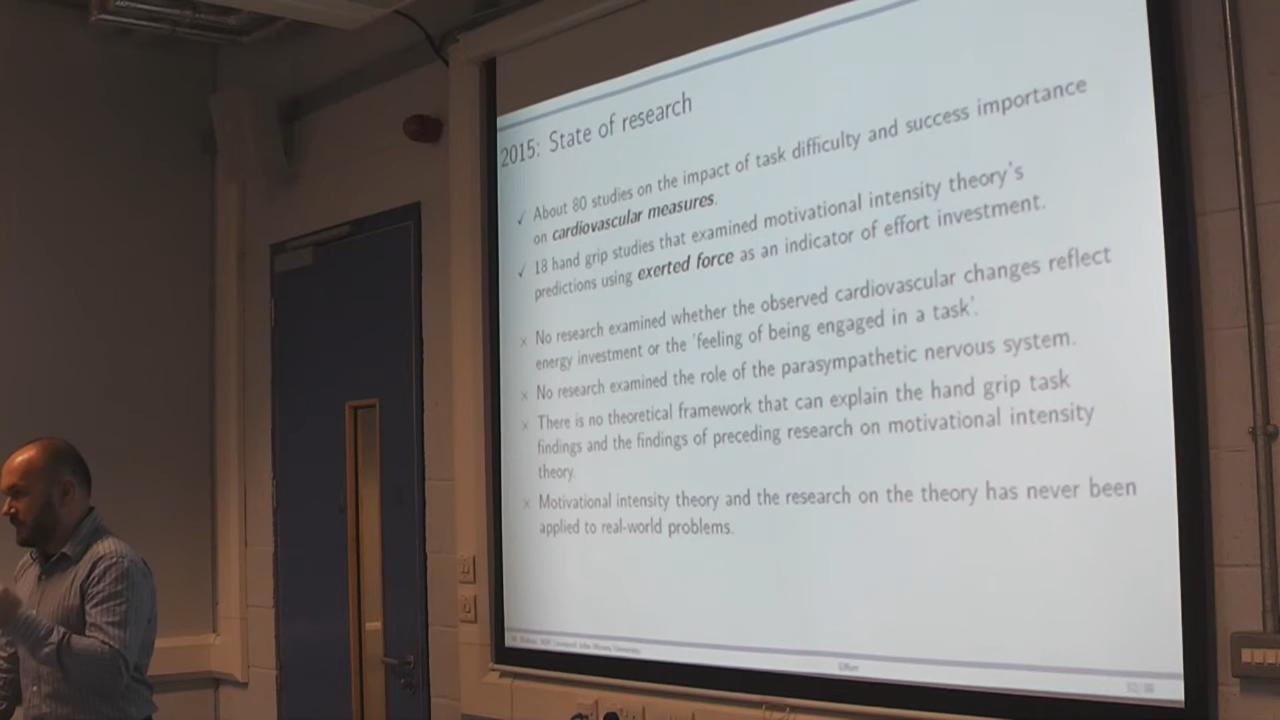 2015: State of research
✓ About 80 studies on the impact of task difficulty and success importance
on cardiovascular measures.
✓ 18 hand grip studies that examined motivational intensity theory's
predictions using exerted force as an indicator of effort investment.
× No research examined whether the observed cardiovascular changes reflect
energy investment or the 'feeling of being engaged in a task'.
× No research examined the role of the parasympathetic nervous system.
× There is no theoretical framework that can explain the hand grip task
findings and the findings of preceding research on motivational intensity
theory.
× Motivational intensity theory and the research on the theory has never been
applied to real-world problems.
Liverpool John Moores University
Effort